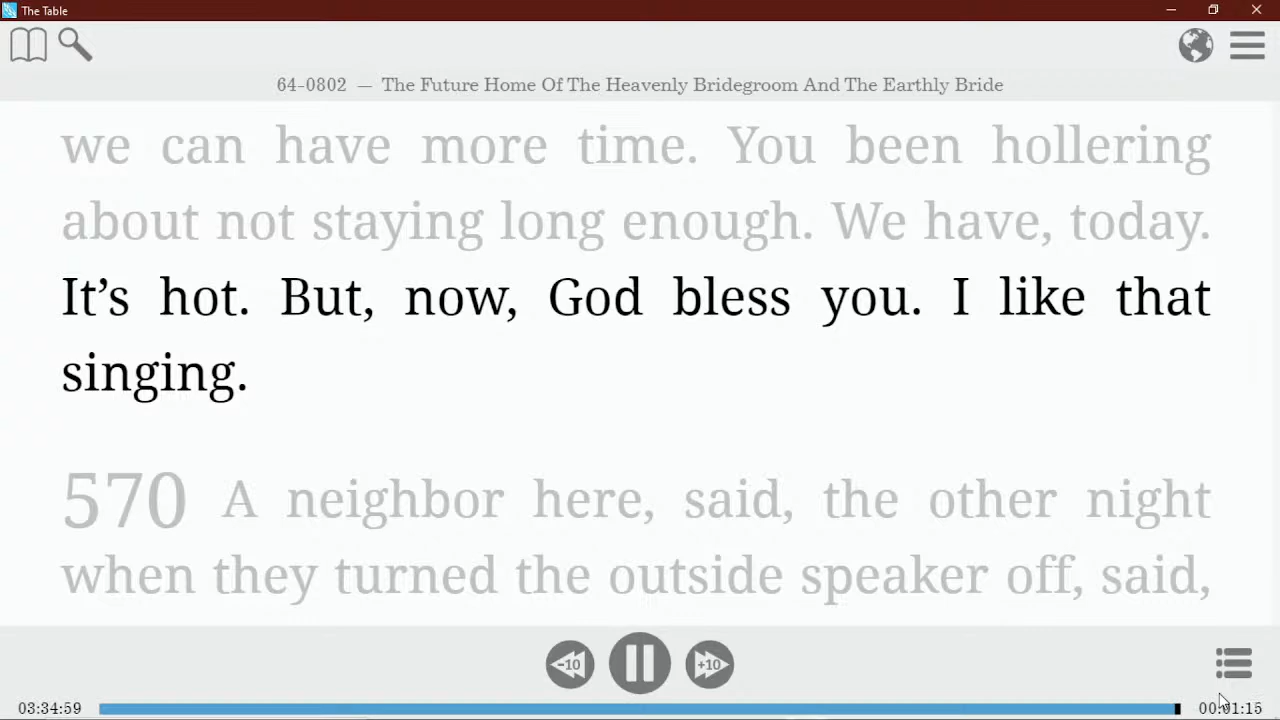 The Table
64-0802 — The Future Home Of The Heavenly Bridegroom And The Earthly Bride
we can have more time. You been hollering
about not staying long enough. We have, today.
It’s hot. But, now, God bless you. I like that
singing.
570 A neighbor here, said, the other night
when they turned the outside speaker off, said,
-10
+10
03:34:59
00:01:15